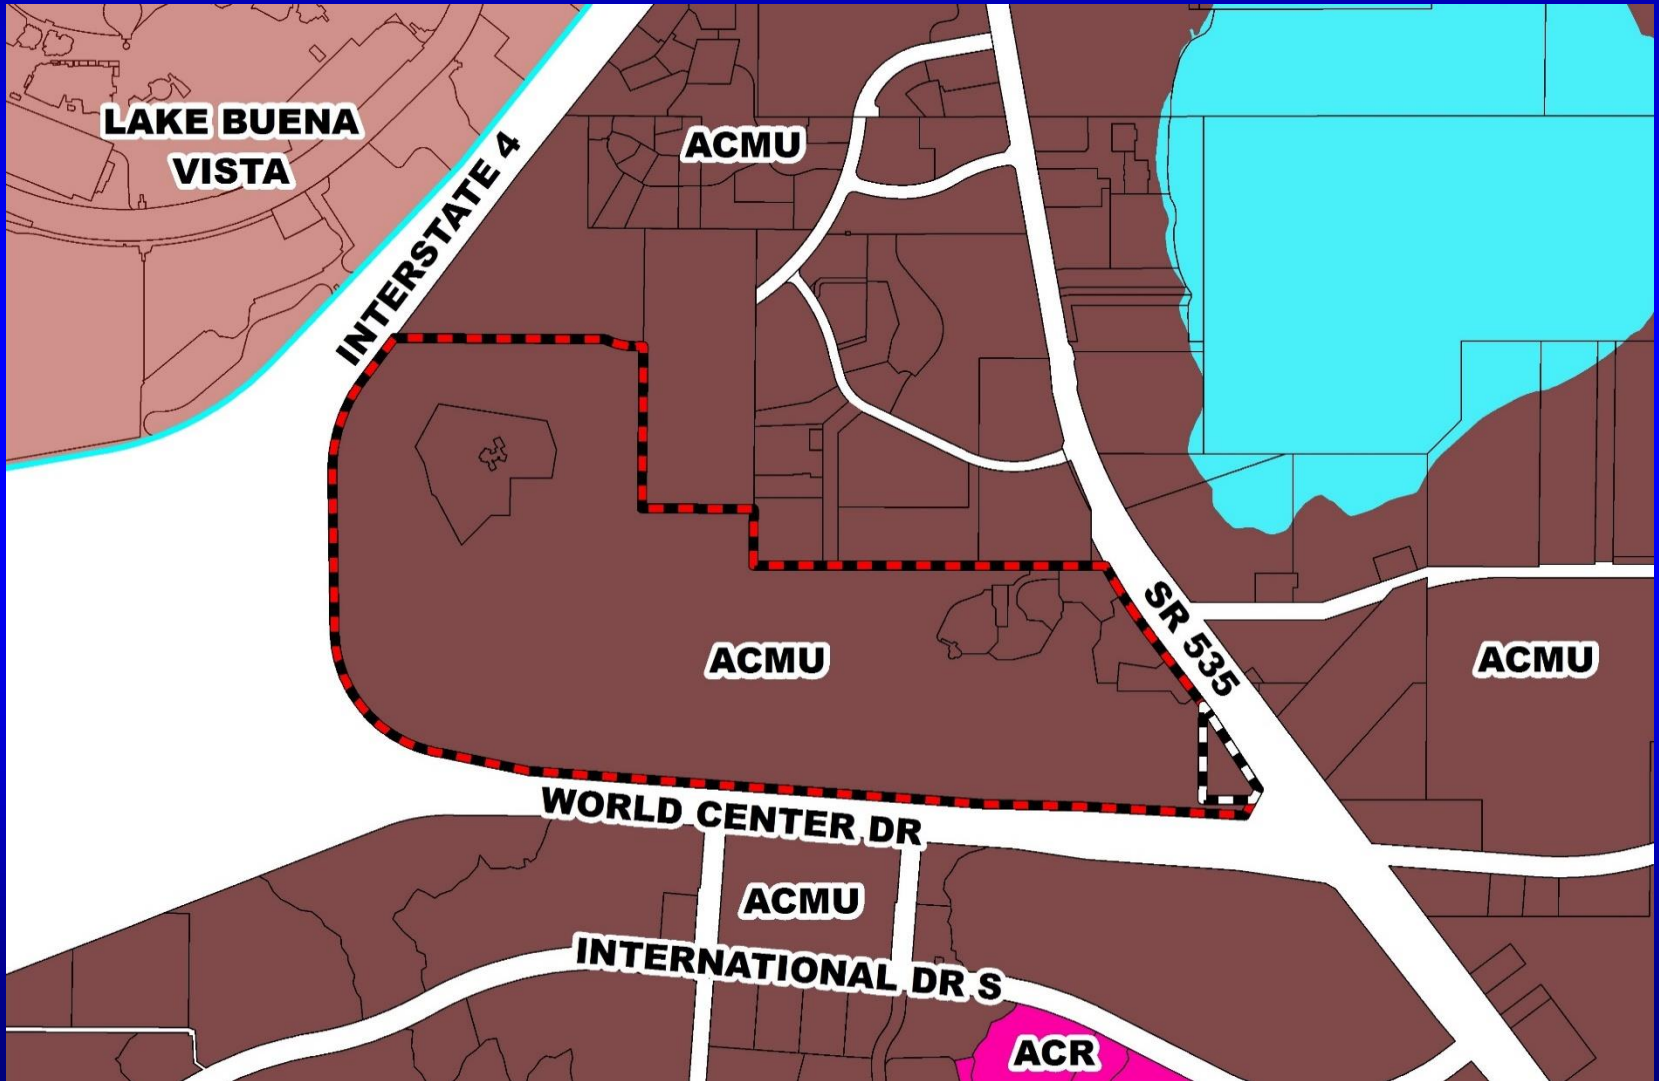 LAKE BUENA
VISTA
ACMU
INTERSTATE 4
SR 535
ACMU
ACMU
WORLD CENTER DR
ACMU
INTERNATIONAL DR S
ACR